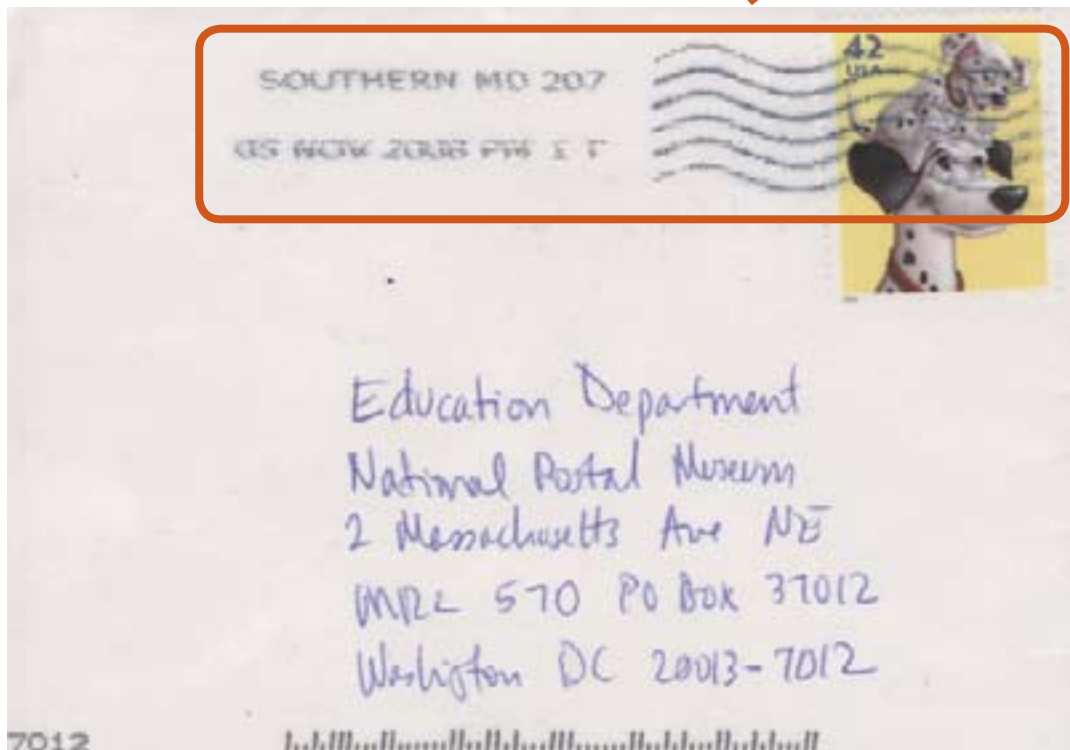 SOUTHERN MD 207
42
USA
05 NOV 2008 PM 1 T
Education Department
National Postal Museum
2 Massachusetts Ave NE
MRC 570 PO Box 37012
Washigton DC 20013-7012
7012